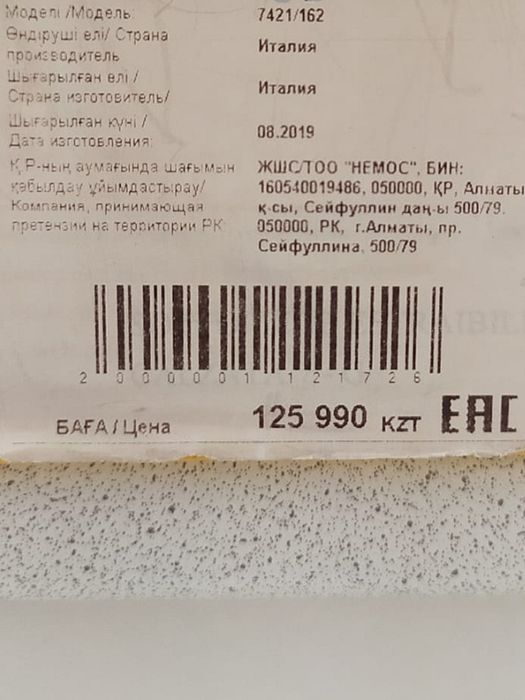 Моделі /Модель: 7421/162
Өндіруші елі/ Страна
производитель Италия
Шығарылған елі /
Страна изготовитель/ Италия
Шығарылған күні /
Дата изготовления: 08.2019
Қ.Р-ның аумағында шағымын ЖШС/ТОО "НЕМОС", БИН:
қабылдау ұйымдастырау/ 160540019486, 050000, ҚР, Алматы
Компания, принимающая қ-сы, Сейфуллин даң-ы 500/79.
претензии на территории РК: 050000, РК, г.Алматы, пр.
Сейфуллина, 500/79
2 000001 121726
БАҒА / Цена 125 990 KZT EAC